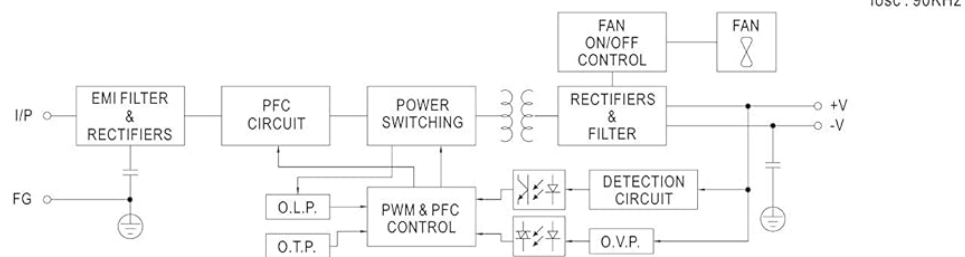 fosc : 90KHz
FAN
ON/OFF
CONTROL
FAN
I/P
EMI FILTER
&
RECTIFIERS
PFC
CIRCUIT
POWER
SWITCHING
RECTIFIERS
&
FILTER
+V
-V
FG
O.L.P.
O.T.P.
PWM & PFC
CONTROL
DETECTION
CIRCUIT
O.V.P.